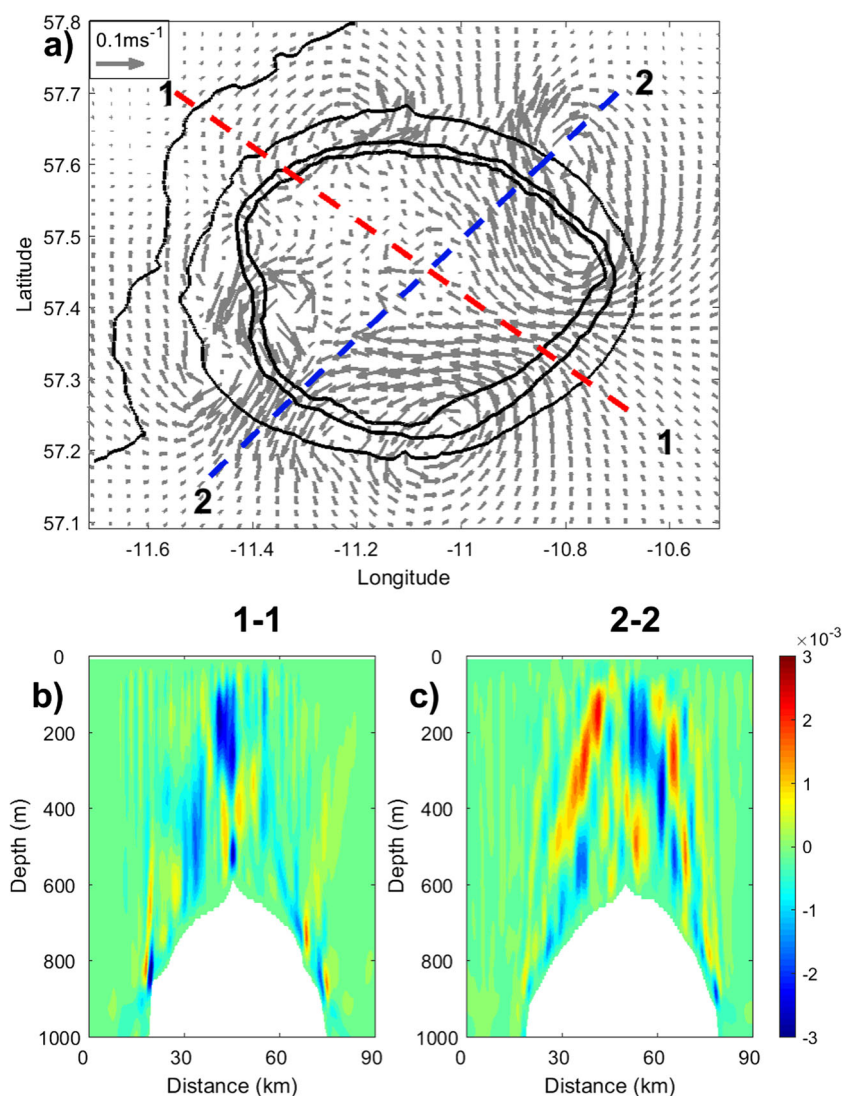 a)
0.1ms-1
57.8
57.7
57.6
57.5
57.4
57.3
57.2
57.1
Latitude
1
2
2
1
-11.6 -11.4 -11.2 -11 -10.8 -10.6
Longitude
1-1
2-2
b)
0
200
400
600
800
1000
Depth (m)
0 30 60 90
Distance (km)
c)
0
200
400
600
800
1000
Depth (m)
0 30 60 90
Distance (km)
×10-3
3
2
1
0
-1
-2
-3